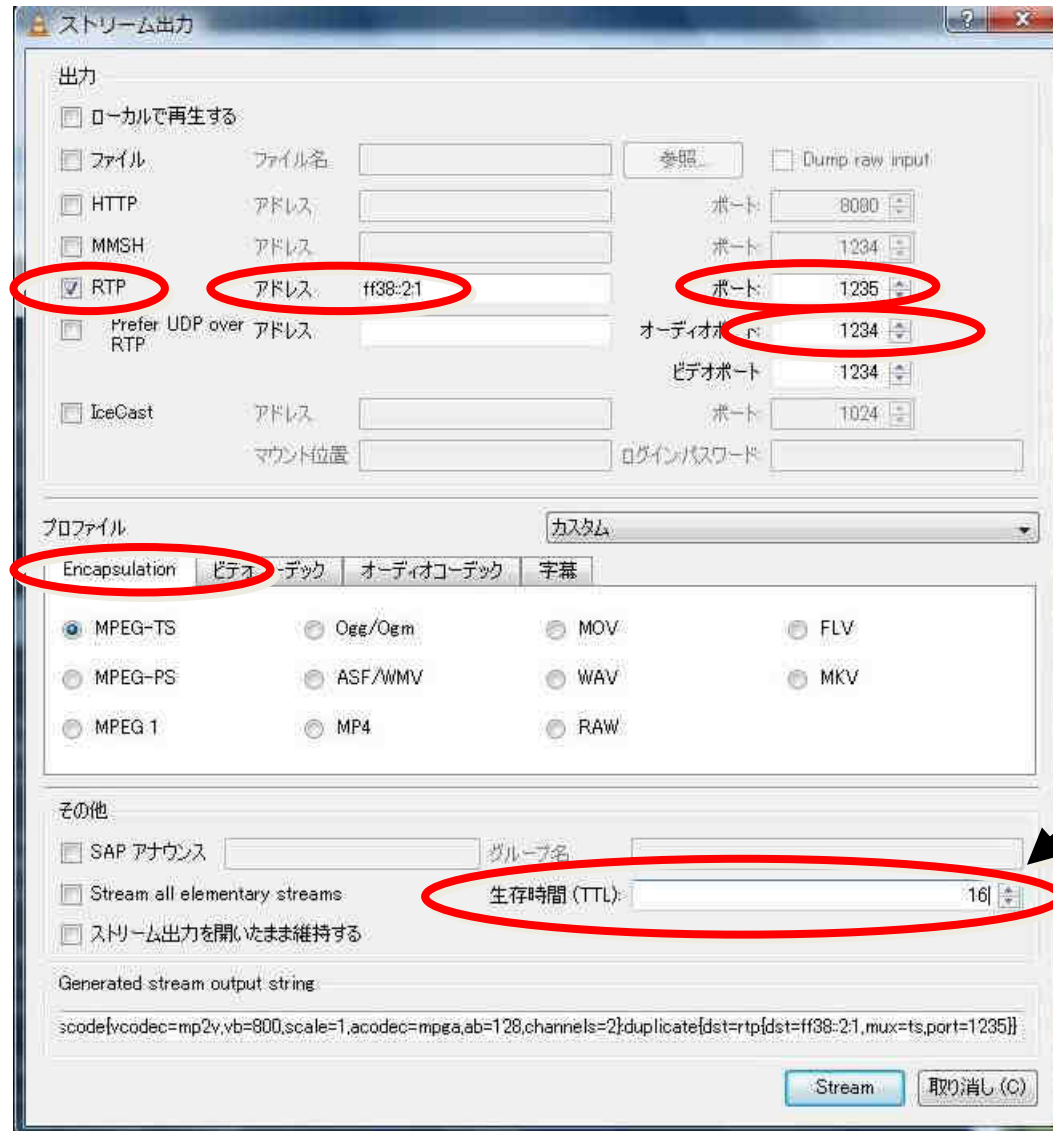 ストリーム出力
出力
ローカルで再生する
ファイル ファイル名 参照... Dump raw input
HTTP アドレス ポート: 8080
MMSH アドレス ポート: 1234
RTP アドレス ff38::2:1 ポート: 1235
Prefer UDP over RTP アドレス オーディオポート: 1234
ビデオポート 1234
IceCast アドレス ポート: 1024
マウント位置 ログイン:パスワード:
プロファイル カスタム
Encapsulation ビデオコーデック オーディオコーデック 字幕
MPEG-TS Ogg/Ogm MOV FLV
MPEG-PS ASF/WMV WAV MKV
MPEG 1 MP4 RAW
その他
SAP アナウンス グループ名
Stream all elementary streams 生存時間 (TTL): 16
ストリーム出力を開いたまま維持する
Generated stream output string
scode{vcodec=mp2v,vb=800,scale=1,acodec=mpga,ab=128,channels=2}:duplicate{dst=rtp{dst=ff38::2:1,mux=ts,port=1235}}
Stream 取り消し (C)